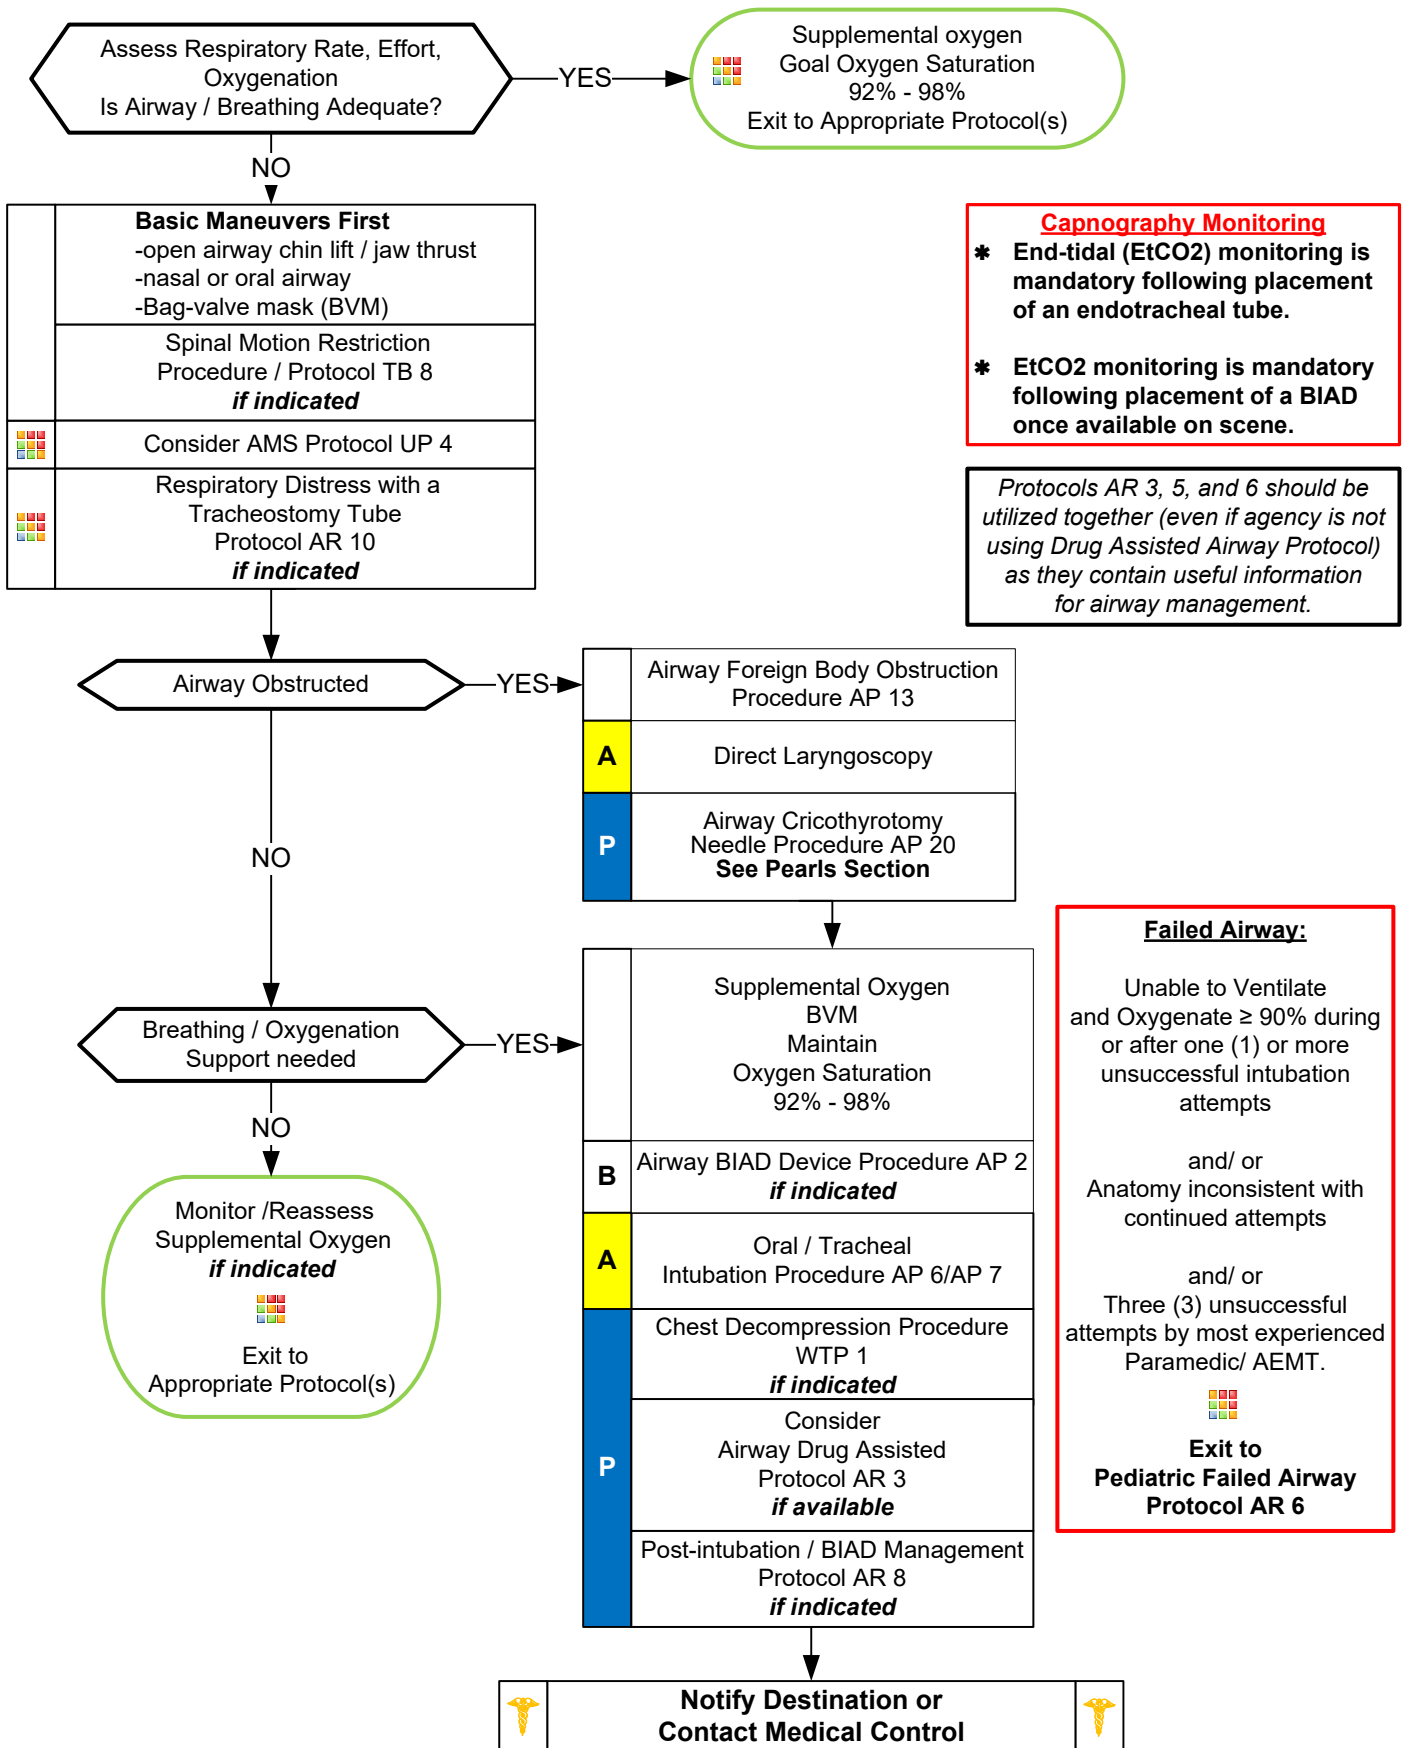 Assess Respiratory Rate, Effort,
Oxygenation
Is Airway / Breathing Adequate?
YES
Supplemental oxygen
Goal Oxygen Saturation
92% - 98%
Exit to Appropriate Protocol(s)
NO
Basic Maneuvers First
-open airway chin lift / jaw thrust
-nasal or oral airway
-Bag-valve mask (BVM)
Spinal Motion Restriction
Procedure / Protocol TB 8
if indicated
Consider AMS Protocol UP 4
Respiratory Distress with a
Tracheostomy Tube
Protocol AR 10
if indicated
Capnography Monitoring
✱ End-tidal (EtCO2) monitoring is
mandatory following placement
of an endotracheal tube.
✱ EtCO2 monitoring is mandatory
following placement of a BIAD
once available on scene.
Protocols AR 3, 5, and 6 should be
utilized together (even if agency is not
using Drug Assisted Airway Protocol)
as they contain useful information
for airway management.
Airway Obstructed
YES
Airway Foreign Body Obstruction
Procedure AP 13
A
Direct Laryngoscopy
P
Airway Cricothyrotomy
Needle Procedure AP 20
See Pearls Section
NO
Breathing / Oxygenation
Support needed
YES
Supplemental Oxygen
BVM
Maintain
Oxygen Saturation
92% - 98%
B
Airway BIAD Device Procedure AP 2
if indicated
A
Oral / Tracheal
Intubation Procedure AP 6/AP 7
P
Chest Decompression Procedure
WTP 1
if indicated
Consider
Airway Drug Assisted
Protocol AR 3
if available
Post-intubation / BIAD Management
Protocol AR 8
if indicated
NO
Monitor /Reassess
Supplemental Oxygen
if indicated
Exit to
Appropriate Protocol(s)
Failed Airway:
Unable to Ventilate
and Oxygenate ≥ 90% during
or after one (1) or more
unsuccessful intubation
attempts
and/ or
Anatomy inconsistent with
continued attempts
and/ or
Three (3) unsuccessful
attempts by most experienced
Paramedic/ AEMT.
Exit to
Pediatric Failed Airway
Protocol AR 6
Notify Destination or
Contact Medical Control